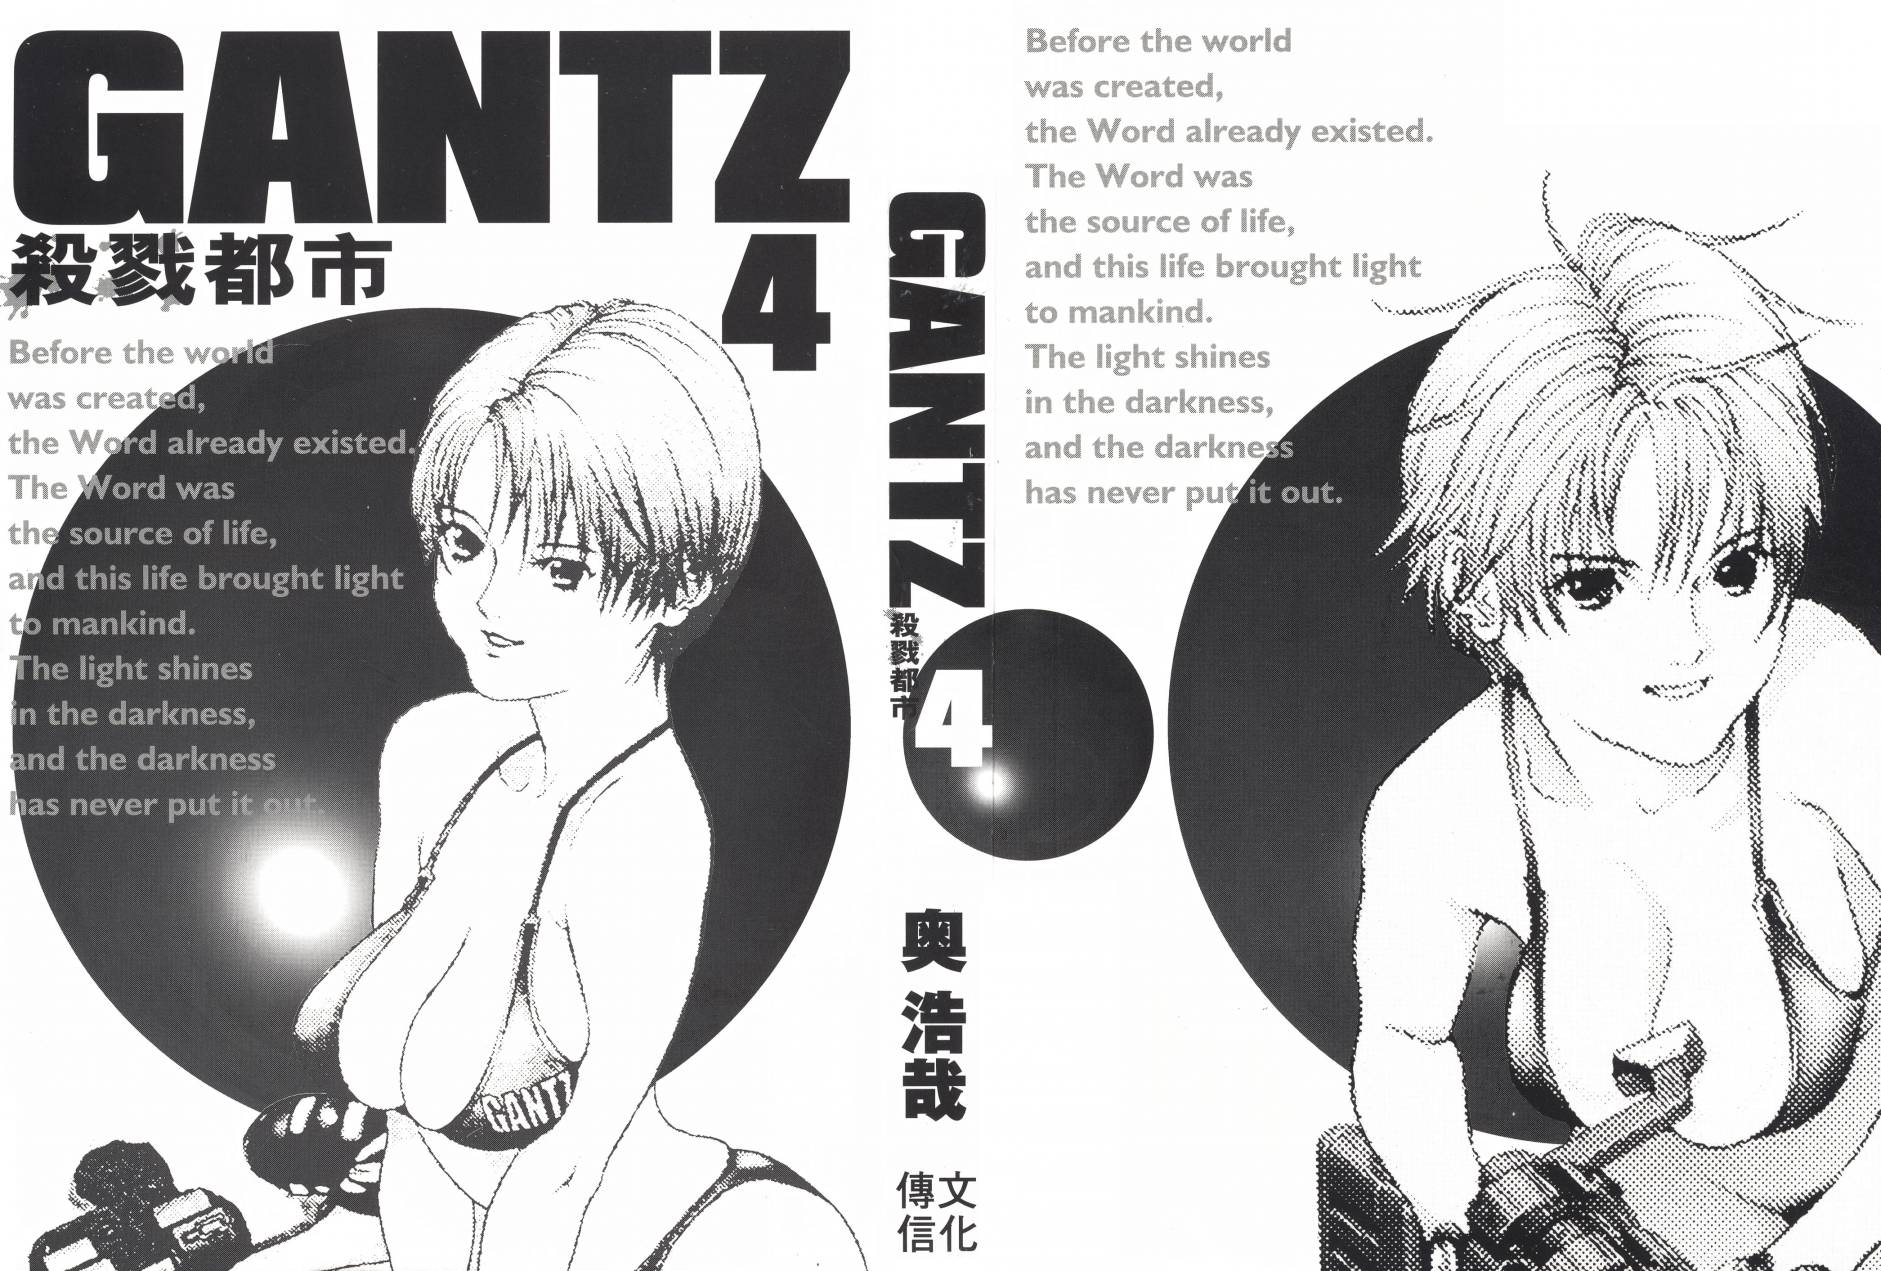 GANTZ
殺戮都市
4
Before the world
was created,
the Word already existed.
The Word was
the source of life,
and this life brought light
to mankind.
The light shines
in the darkness,
and the darkness
has never put it out.
GANTZ
GANTZ
殺戮都市
4
奥 浩哉
文化
傳信
Before the world
was created,
the Word already existed.
The Word was
the source of life,
and this life brought light
to mankind.
The light shines
in the darkness,
and the darkness
has never put it out.